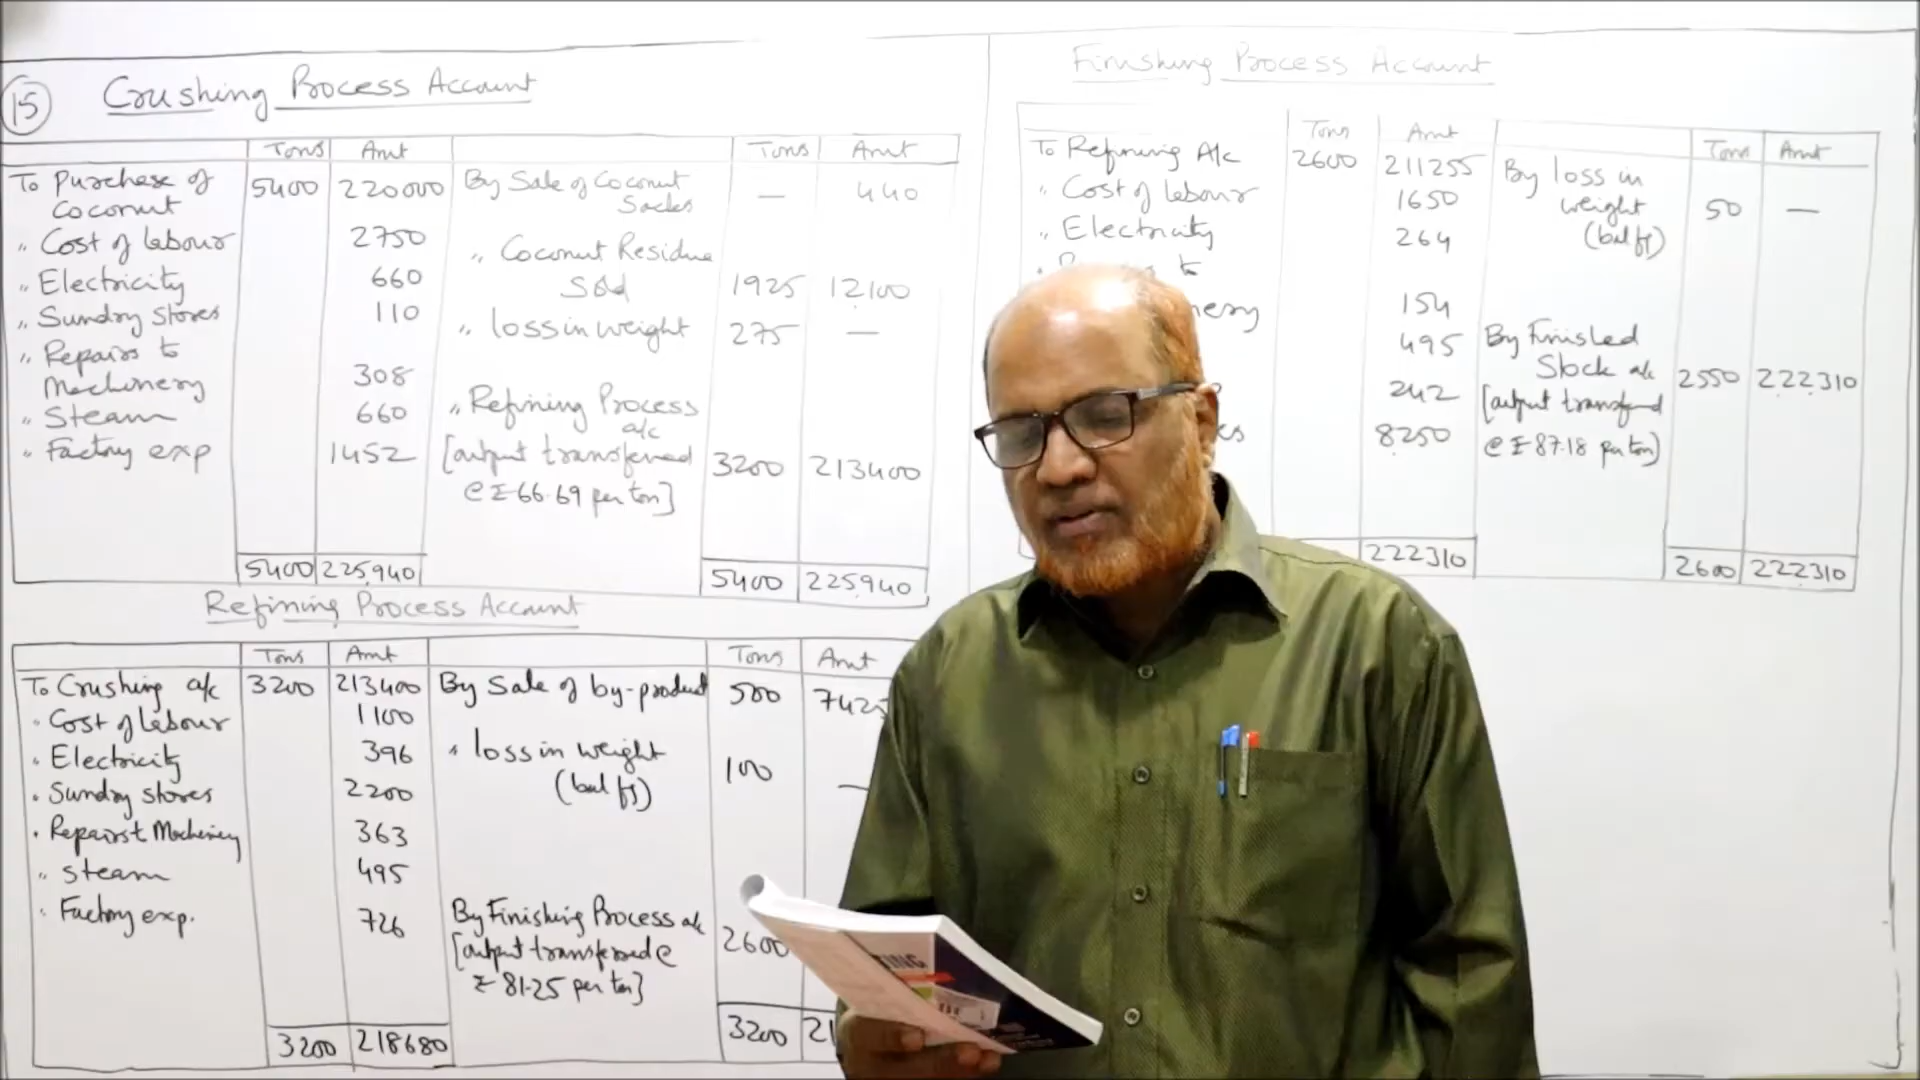 15
Crushing Process Account
Tons Amt Tons Amt
To Purchase of Coconut 5400 220000 By Sale of Coconut Sacks — 440
" Cost of labour 2750 " Coconut Residue Sold 1925 12100
" Electricity 660
" Sundry Stores 110 " loss in weight 275 —
" Repairs to Machinery 308
" Steam 660 " Refining Process a/c
" Factory exp 1452 [output transferred 3200 213400
@ ₹ 66.69 per ton]
5400 225940 5400 225940
Refining Process Account
Tons Amt Tons Amt
To Crushing a/c 3200 213400 By Sale of by-product 500 7425
" Cost of labour 1100
" Electricity 396 " loss in weight (bal fg) 100 —
" Sundry Stores 2200
" Repairs t Machinery 363
" Steam 495
" Factory exp. 726 By Finishing Process a/c
[output transferred @ 2600
₹ 81.25 per ton]
3200 218680 3200 21
Finishing Process Account
Tons Amt Tons Amt
To Refining A/c 2600 211255 By loss in weight (bal fg) 50 —
" Cost of labour 1650
" Electricity 264
to
154
495 By Finished Stock a/c 2550 222310
242 [output transferred
8250 @ ₹ 87.18 per ton]
222310 2600 222310
TING